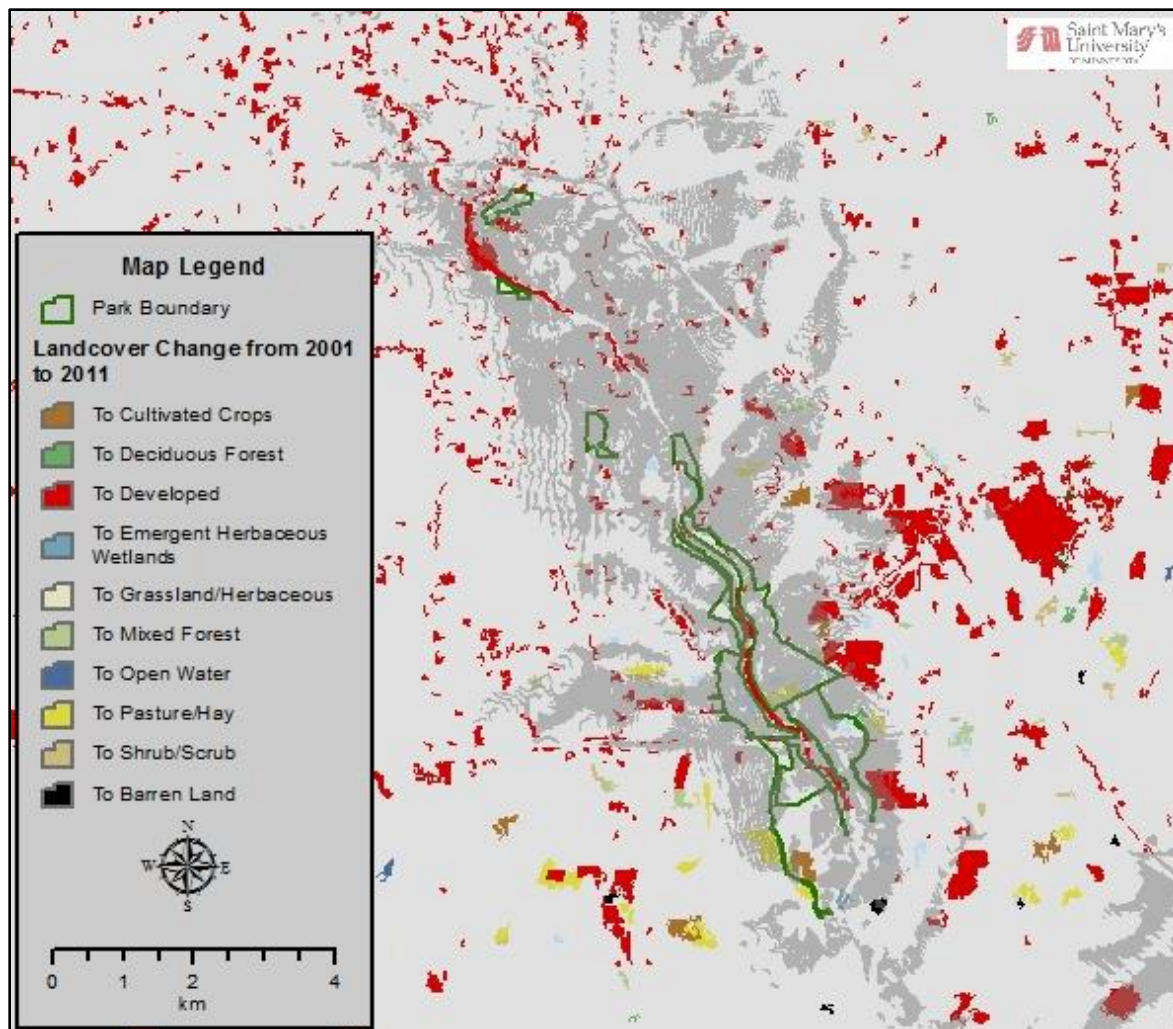 Saint Mary's
University
OF MINNESOTA
Map Legend
Park Boundary
Landcover Change from 2001
to 2011
To Cultivated Crops
To Deciduous Forest
To Developed
To Emergent Herbaceous
Wetlands
To Grassland/Herbaceous
To Mixed Forest
To Open Water
To Pasture/Hay
To Shrub/Scrub
To Barren Land
N
W E
S
0 1 2 4
km